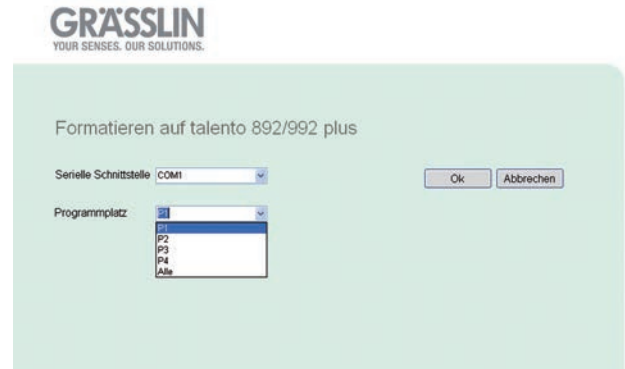 GRÄSSLIN
YOUR SENSES. OUR SOLUTIONS.
Formatieren auf talento 892/992 plus
Serielle Schnittstelle COM1
Ok Abbrechen
Programmplatz P1
P1
P2
P3
P4
Alle